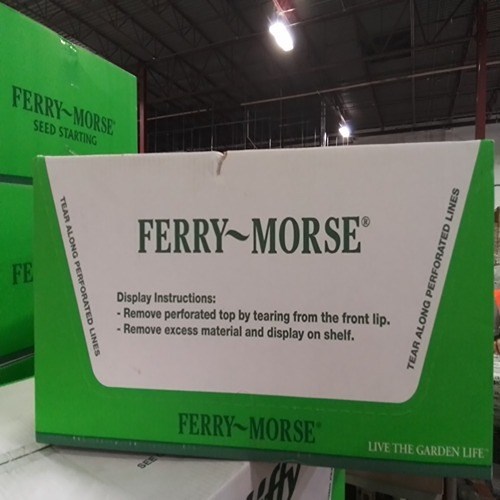 FERRY~MORSE®
SEED STARTING
FE
TEAR ALONG PERFORATED LINES
FERRY~MORSE®
TEAR ALONG PERFORATED LINES
Display Instructions:
- Remove perforated top by tearing from the front lip.
- Remove excess material and display on shelf.
FERRY~MORSE®
LIVE THE GARDEN LIFE™
SEE